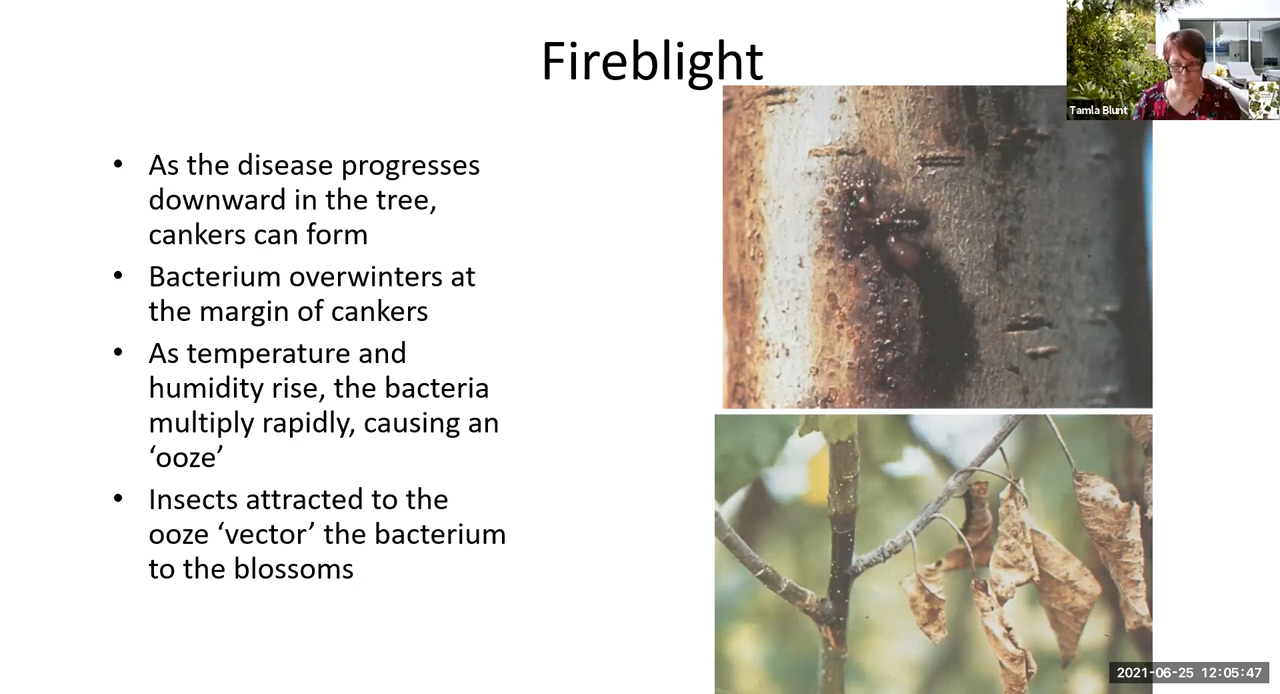 Fireblight
Tamla Blunt
• As the disease progresses
downward in the tree,
cankers can form
• Bacterium overwinters at
the margin of cankers
• As temperature and
humidity rise, the bacteria
multiply rapidly, causing an
‘ooze’
• Insects attracted to the
ooze ‘vector’ the bacterium
to the blossoms
2021-06-25 12:05:47